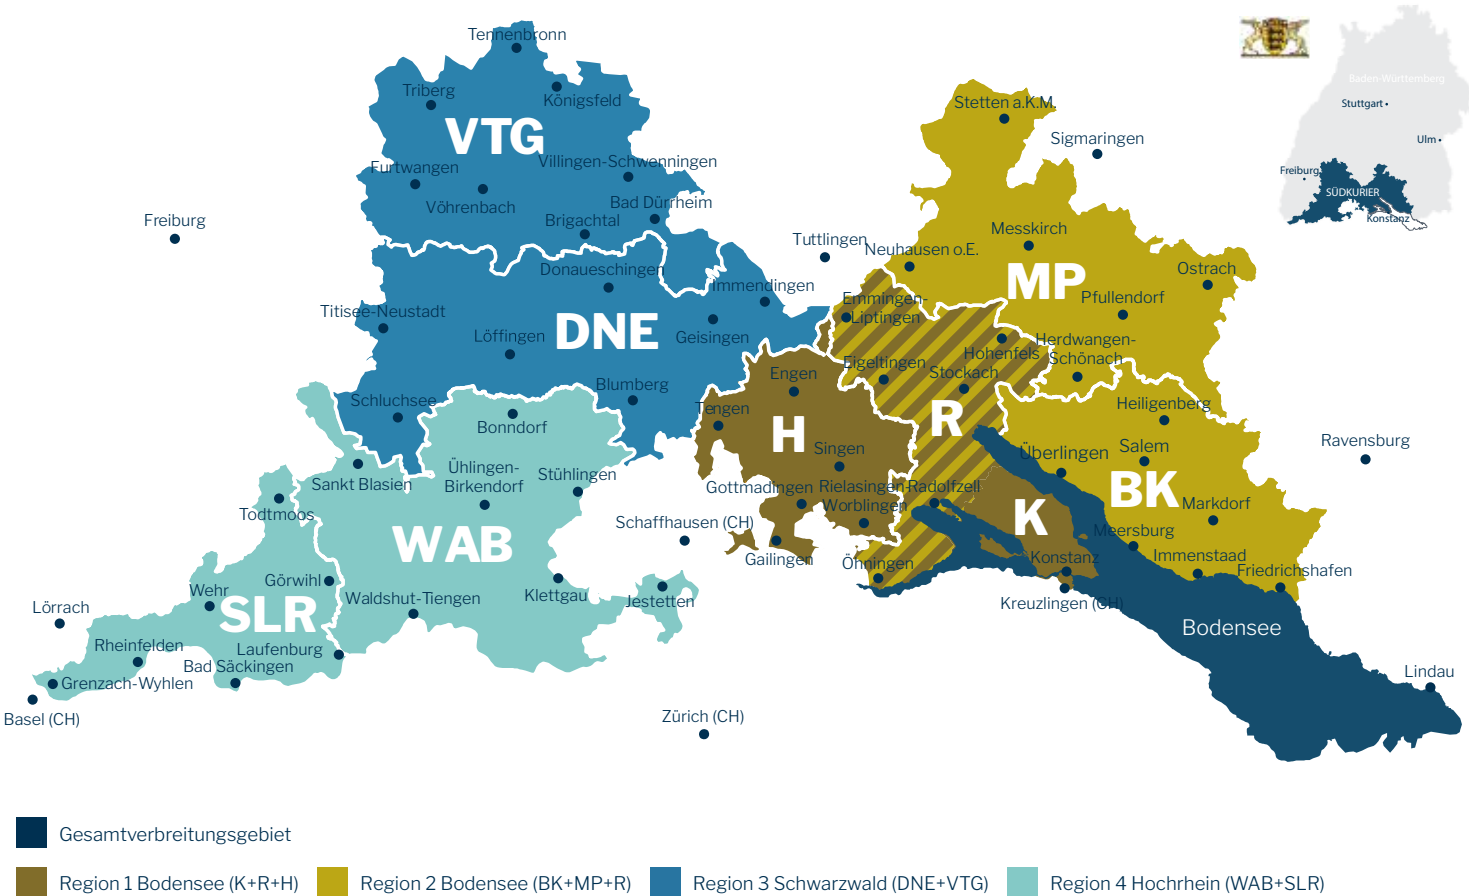 Tennenbronn
Triberg
Königsfeld
VTG
Furtwangen
Villingen-Schwenningen
Vöhrenbach
Bad Dürrheim
Brigachtal
Freiburg
Donaueschingen
Immendingen
Titisee-Neustadt
Löffingen
DNE
Geisingen
Blumberg
Schluchsee
Tuttlingen
Stetten a.K.M.
Sigmaringen
Messkirch
Neuhausen o.E.
MP
Ostrach
Pfullendorf
Emmingen-
Liptingen
Herdwangen-
Schönach
Hohenfels
Eigeltingen
Stockach
R
Engen
Tengen
H
Singen
Gottmadingen
Rielasingen-
Worblingen
Radolfzell
Gailingen
Öhningen
K
Konstanz
Kreuzlingen (CH)
Heiligenberg
Überlingen
Salem
BK
Markdorf
Meersburg
Immenstaad
Friedrichshafen
Ravensburg
Bodensee
Lindau
Bonndorf
Ühlingen-
Birkendorf
Stühlingen
Sankt Blasien
Todtmoos
WAB
Schaffhausen (CH)
Görwihl
Wehr
SLR
Waldshut-Tiengen
Klettgau
Jestetten
Lörrach
Rheinfelden
Laufenburg
Bad Säckingen
Grenzach-Wyhlen
Basel (CH)
Zürich (CH)
Baden-Württemberg
Stuttgart
Ulm
Freiburg
SÜDKURIER
Konstanz
Gesamtverbreitungsgebiet
Region 1 Bodensee (K+R+H)
Region 2 Bodensee (BK+MP+R)
Region 3 Schwarzwald (DNE+VTG)
Region 4 Hochrhein (WAB+SLR)